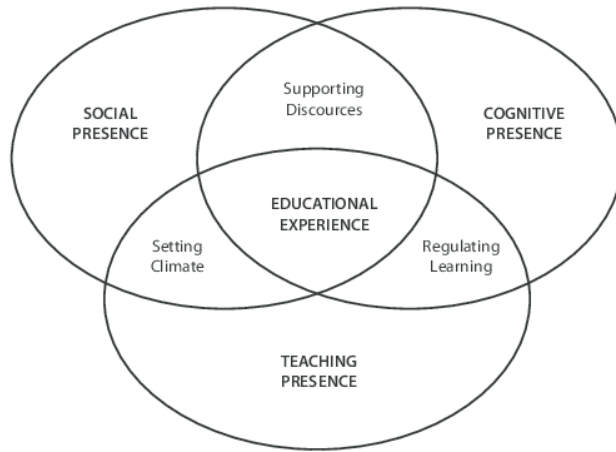 Supporting
Discources
SOCIAL
PRESENCE
COGNITIVE
PRESENCE
EDUCATIONAL
EXPERIENCE
Setting
Climate
Regulating
Learning
TEACHING
PRESENCE